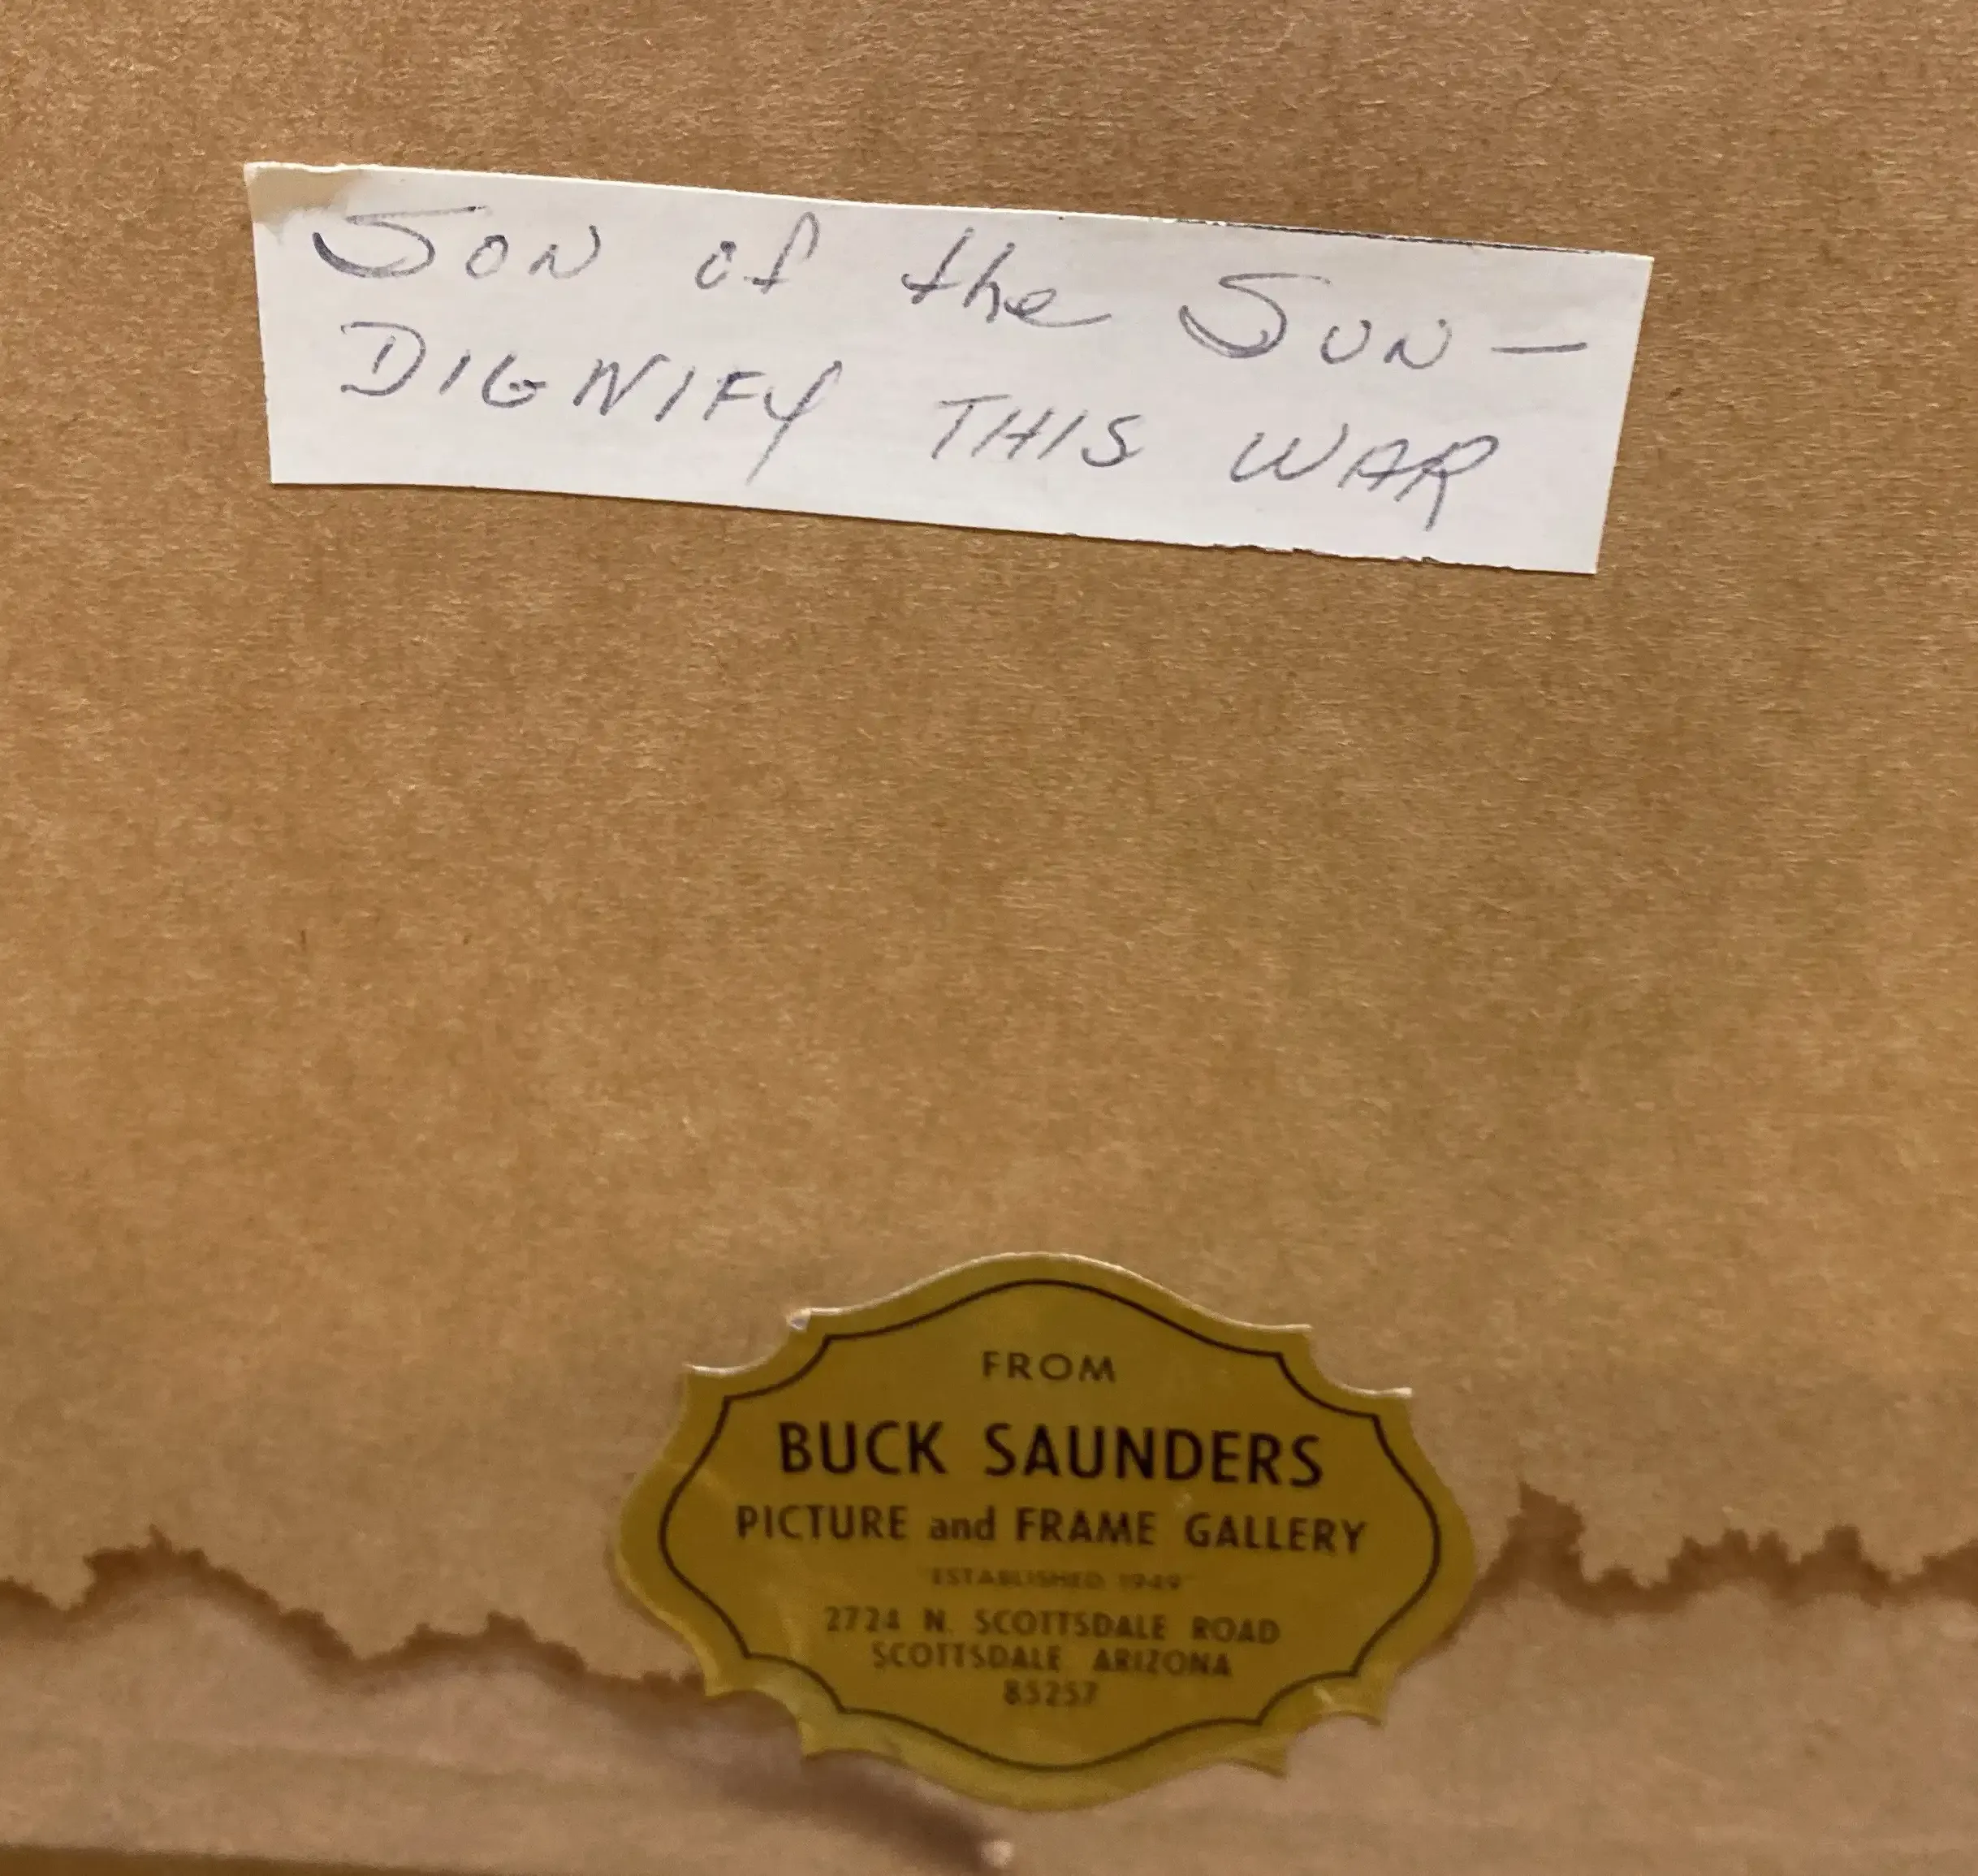 Son of the Sun —
DIGNIFY THIS WAR
FROM
BUCK SAUNDERS
PICTURE and FRAME GALLERY
"ESTABLISHED 1949"
2724 N. SCOTTSDALE ROAD
SCOTTSDALE, ARIZONA
85257